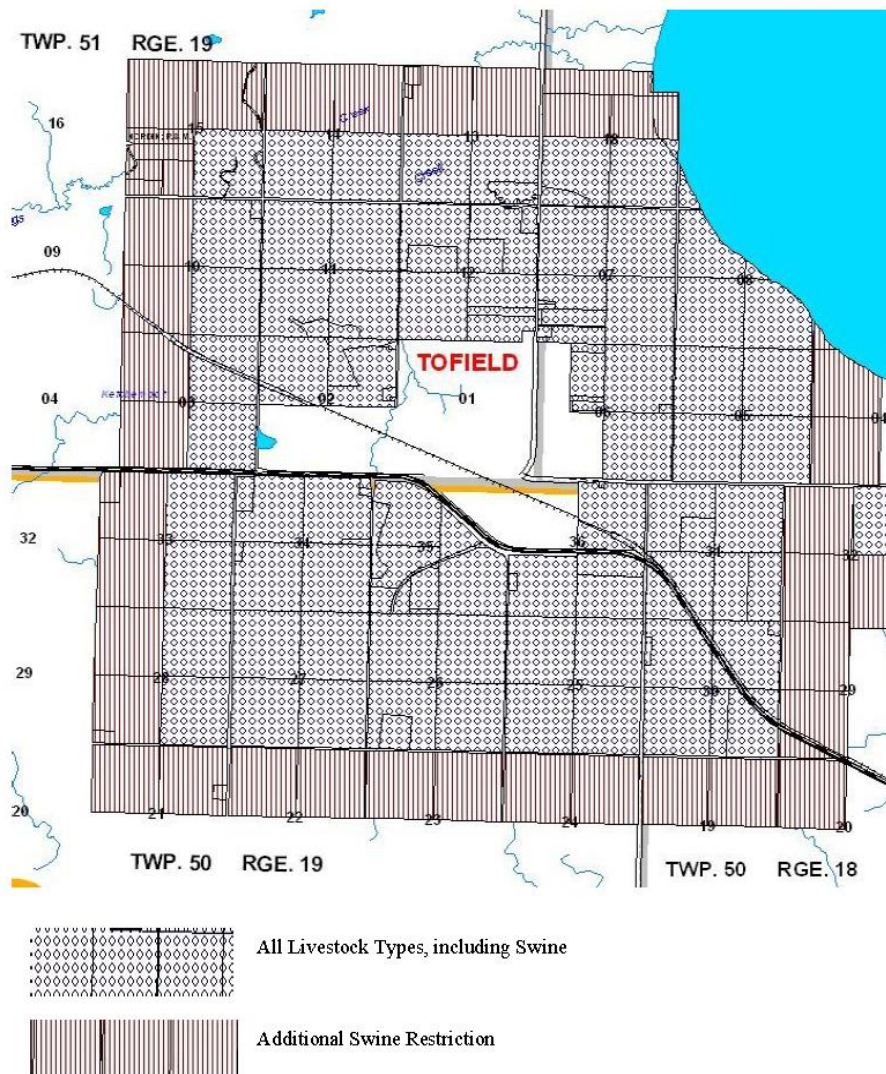 TWP. 51 RGE. 19
16 15 14 13 18
Creek
Creek
09 10 11 12 07 08
TOFIELD
04 03 02 01 06 05 04
32 33 34 35 36 31 32
29 28 27 26 25 30 29
20 21 22 23 24 19 20
TWP. 50 RGE. 19 TWP. 50 RGE. 18
All Livestock Types, including Swine
Additional Swine Restriction